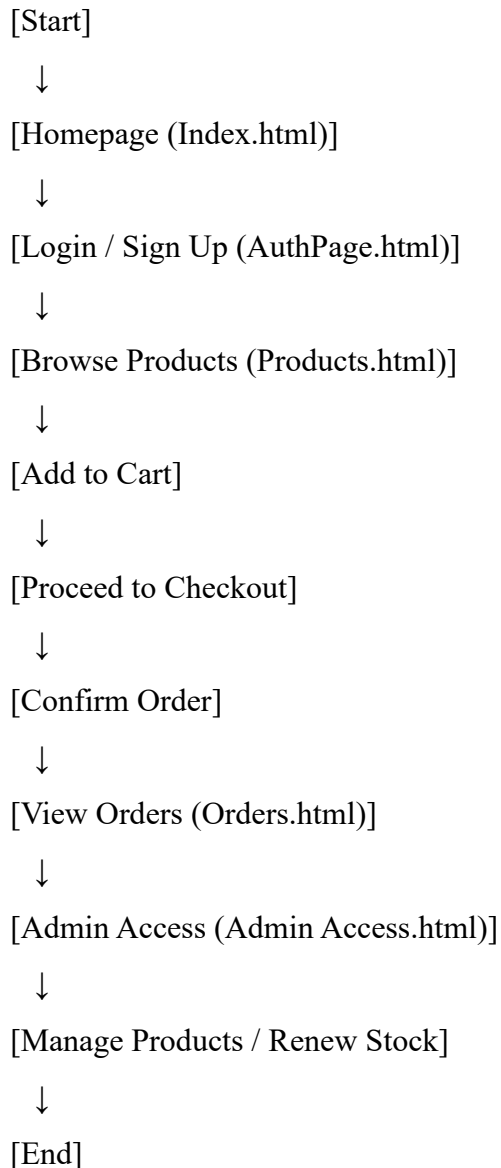 [Start]
↓
[Homepage (Index.html)]
↓
[Login / Sign Up (AuthPage.html)]
↓
[Browse Products (Products.html)]
↓
[Add to Cart]
↓
[Proceed to Checkout]
↓
[Confirm Order]
↓
[View Orders (Orders.html)]
↓
[Admin Access (Admin Access.html)]
↓
[Manage Products / Renew Stock]
↓
[End]